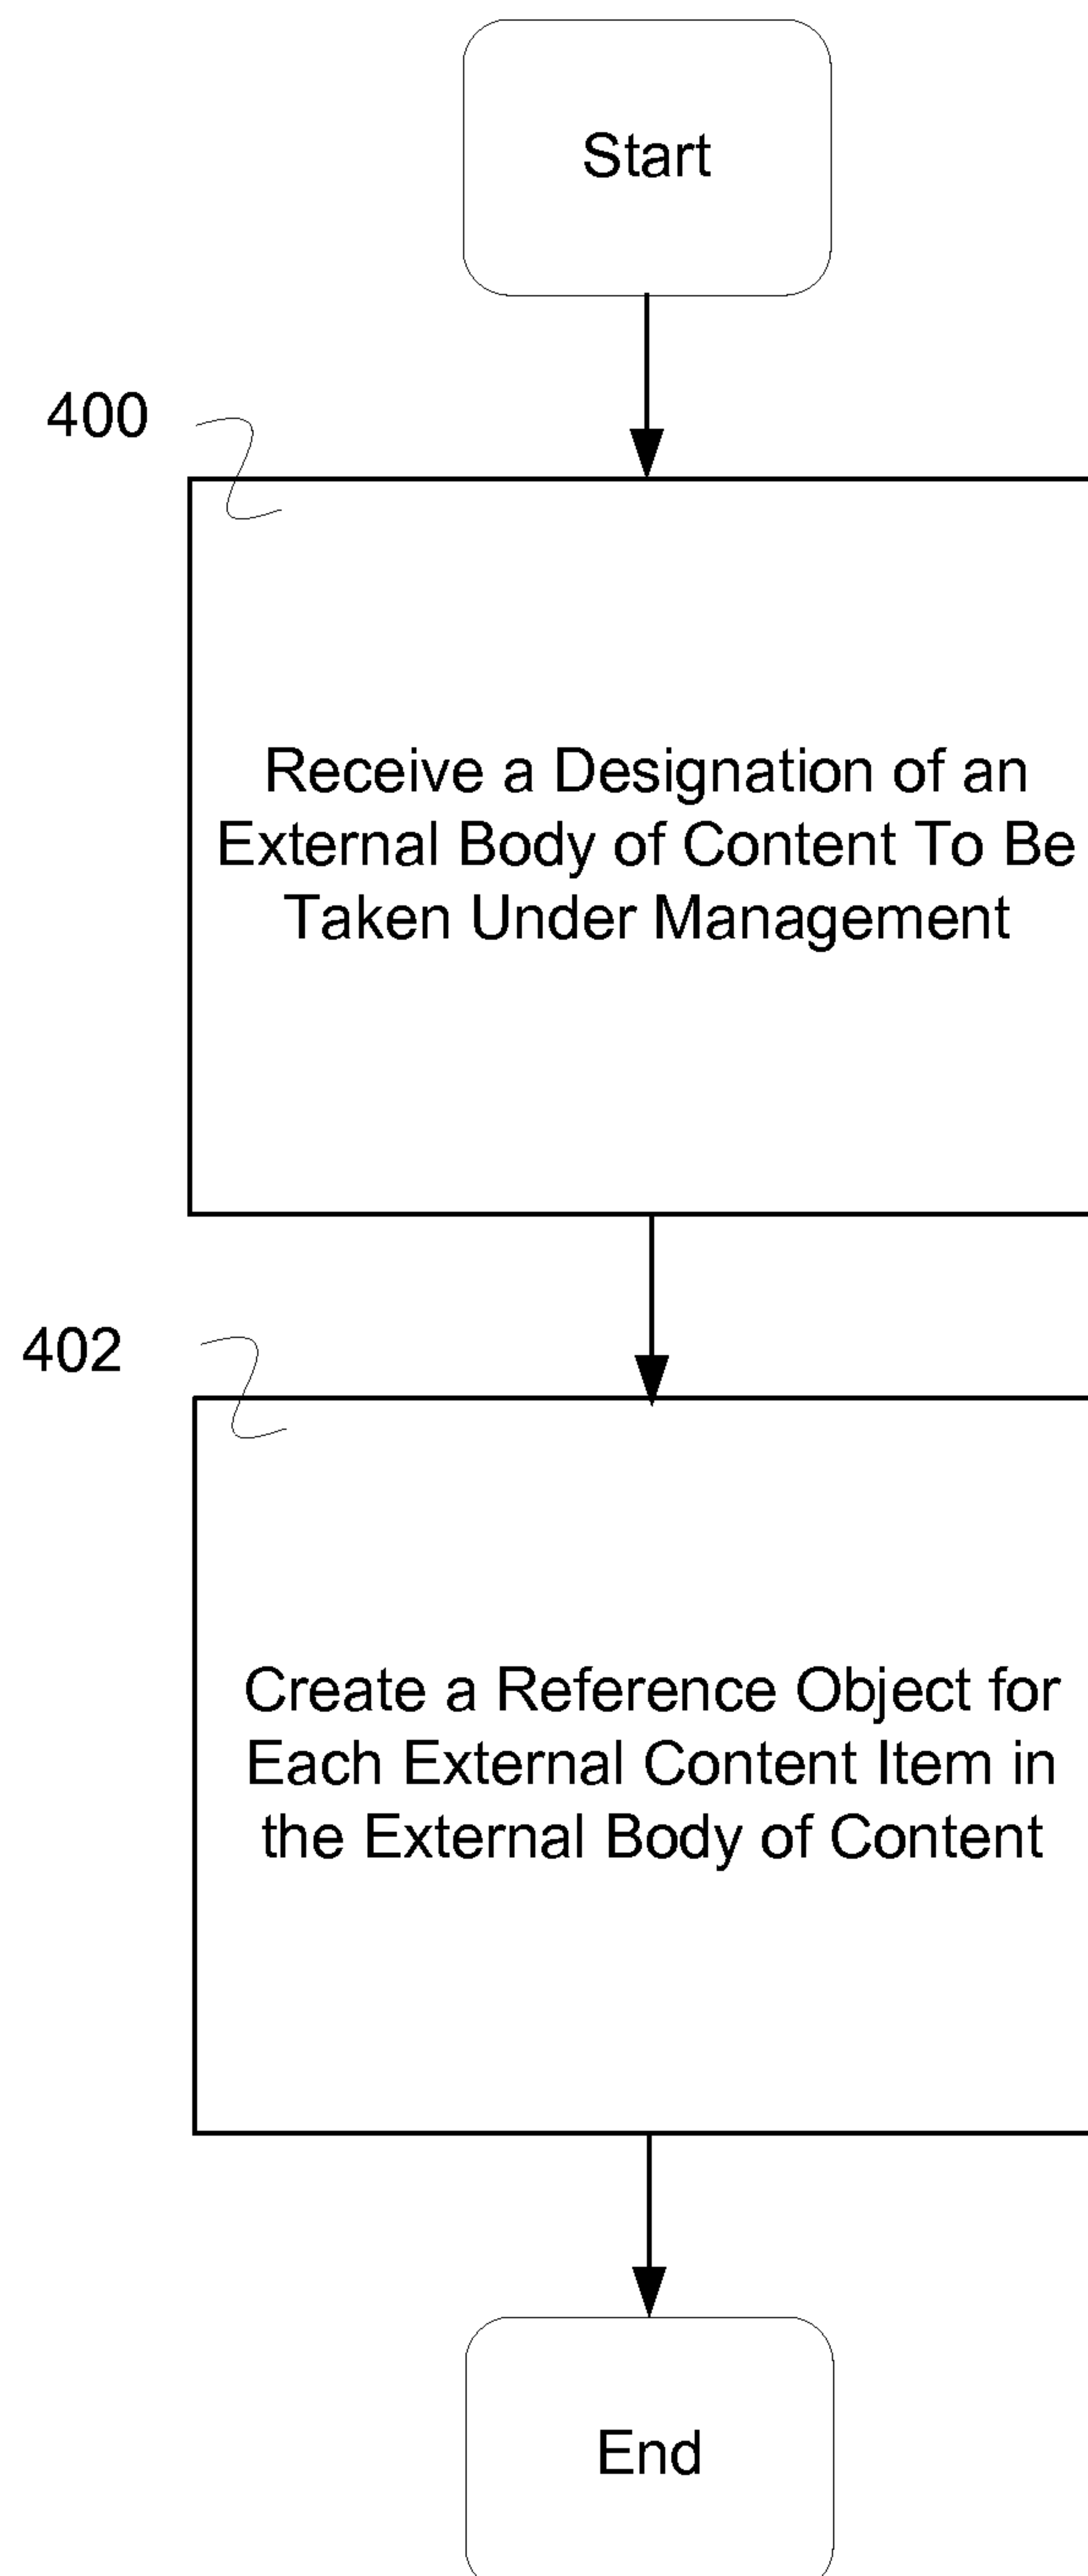 Start
400
Receive a Designation of an
External Body of Content To Be
Taken Under Management
402
Create a Reference Object for
Each External Content Item in
the External Body of Content
End